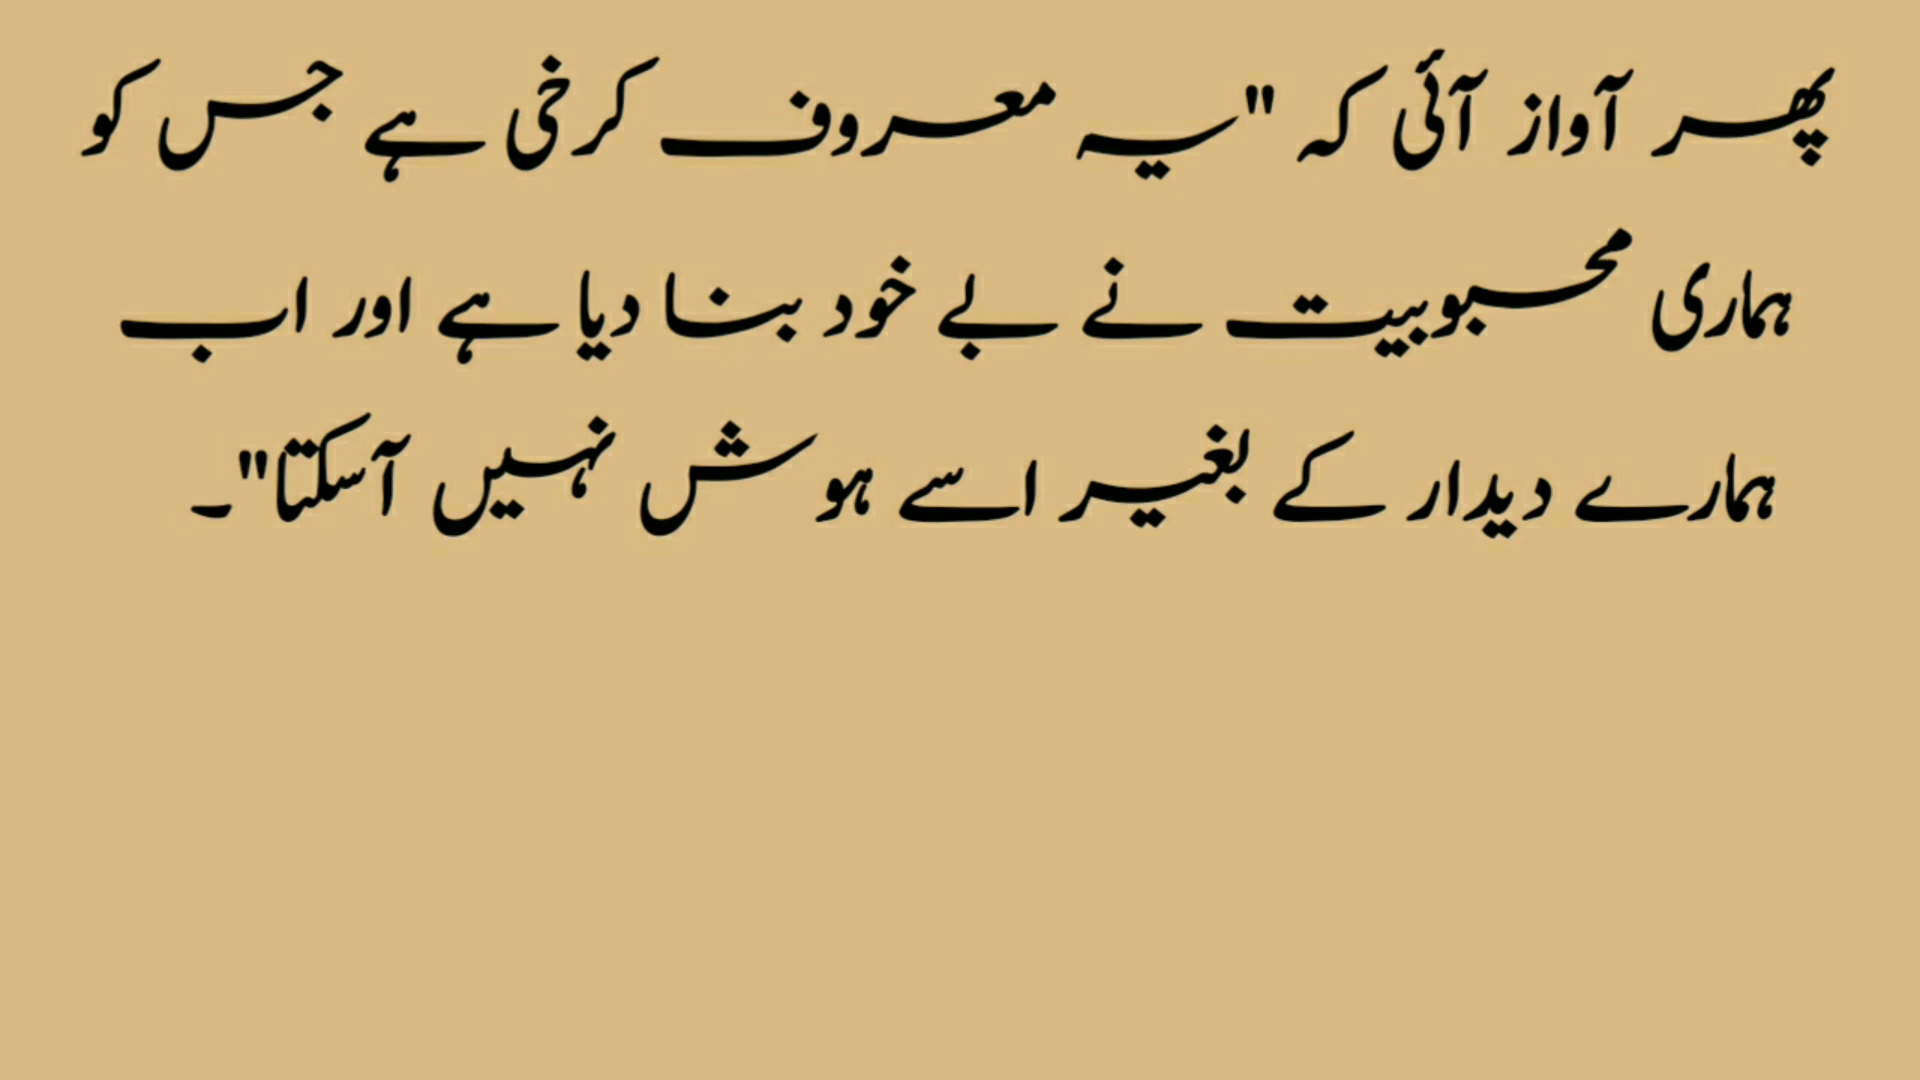 پھر آواز آئی کہ "یہ معروف کرخی ہے جس کو
ہماری محبوبیت نے بے خود بنا دیا ہے اور اب
ہمارے دیدار کے بغیر اسے ہوش نہیں آسکتا"۔